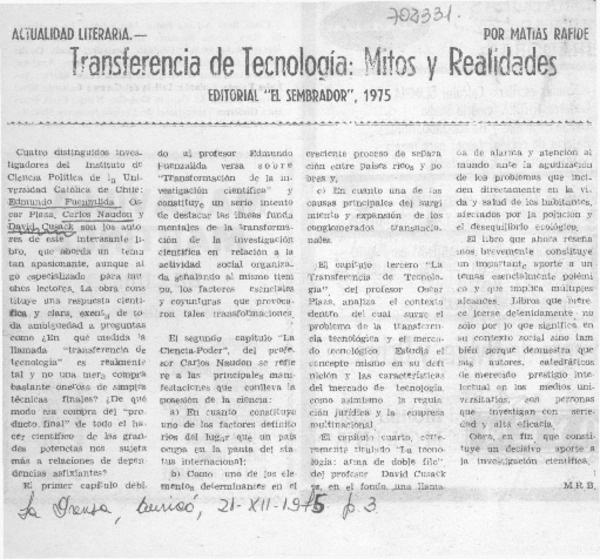 703331.
ACTUALIDAD LITERARIA.—
POR MATIAS RAFIDE
Transferencia de Tecnología: Mitos y Realidades
EDITORIAL "EL SEMBRADOR", 1975
Cuatro distinguidos inves-
tigadores del Instituto de
Ciencia Política de la Uni-
versidad Católica de Chile:
Edmundo Fuenzalida Os-
car Plaza, Carlos Naudon y
David Cusack son los auto
res de este interesante li-
bro, que aborda un tema
tan apasionante, aunque al-
go especializado para mu
chos lectores. La obra cons
tituye una respuesta cientí-
fica y clara, exenta de to
da ambigüedad a preguntas
como ¿En qué medida la
llamada "transferencia de
tecnología" es realmente
tal y no una mera compra
bastante onerosa de simples
técnicas finales? ¿De qué
modo esa compra del "pro
ducto final" de todo el ha-
cer científico de las gran-
des potencias nos sujeta
más a relaciones de depen-
dencias asfixiantes?
El primer capítulo debi
do al profesor Edmundo
Fuenzalida versa sobre
"Transformación de la in-
vestigación científica" y
constituye un serio intento
de destacar las líneas funda
mentales de la transforma-
ción de la investigación
científica en relación a la
actividad social organiza-
da, señalando al mismo tiem
po, los factores esenciales
y coyunturas que provoca-
ron tales transformaciones
El segundo capítulo "La
Ciencia-Poder", del profe-
sor Carlos Naudon se refie
re a las principales mani-
festaciones que conlleva la
posesión de la ciencia:
a) En cuanto constituye
uno de los factores definito
rios del lugar que un país
ocupa en la pauta del sta
tus internacional;
b) Como uno de los ele-
mentos determinantes en el
creciente proceso de separa
ción entre países ricos y po
bres y,
c) En cuanto una de las
causas principales del surgi
miento y expansión de los
conglomerados transnacio.
nales.
El capítulo tercero "La
Transferencia de Tecnolo-
gía", del profesor Oscar
Plaza, analiza el contexto
dentro del cual surge el
problema de la transferen-
cia tecnológica y el merca-
do tecnológico. Estudia el
concepto mismo en su defi
nición y las características
del mercado de tecnología
como asimismo la regula
ción jurídica y la empresa
multinacional.
El capítulo cuarto, certe-
ramente titulado "La tecno-
logía: arma de doble filo",
del profesor David Cusack
es, en el fondo, una llama
da de alarma y atención al
mundo ante la agudización
de los problemas que inci-
den directamente en la vi-
da y salud de los habitantes,
afectados por la polución y
el desequilibrio ecológico.
El libro que ahora reseña
mos brevemente constituye
un importante aporte a un
temas esencialmente polémi
co y que implica múltiples
alcances. Libros que mere-
ce leerse detenidamente no
sólo por lo que significa en
su contexto social sino tam
bién porque demuestra que
sus autores, catedráticos
de merecido prestigio inte-
lectual en los medios uni-
versitarios, son personas
que investigan con serie-
dad y alta eficacia.
Obra, en fin que consti-
tuye un decisivo aporte a
la investigación científica.
M.R.B.
La Prensa, Curicó, 21-XII-1975 p. 3.